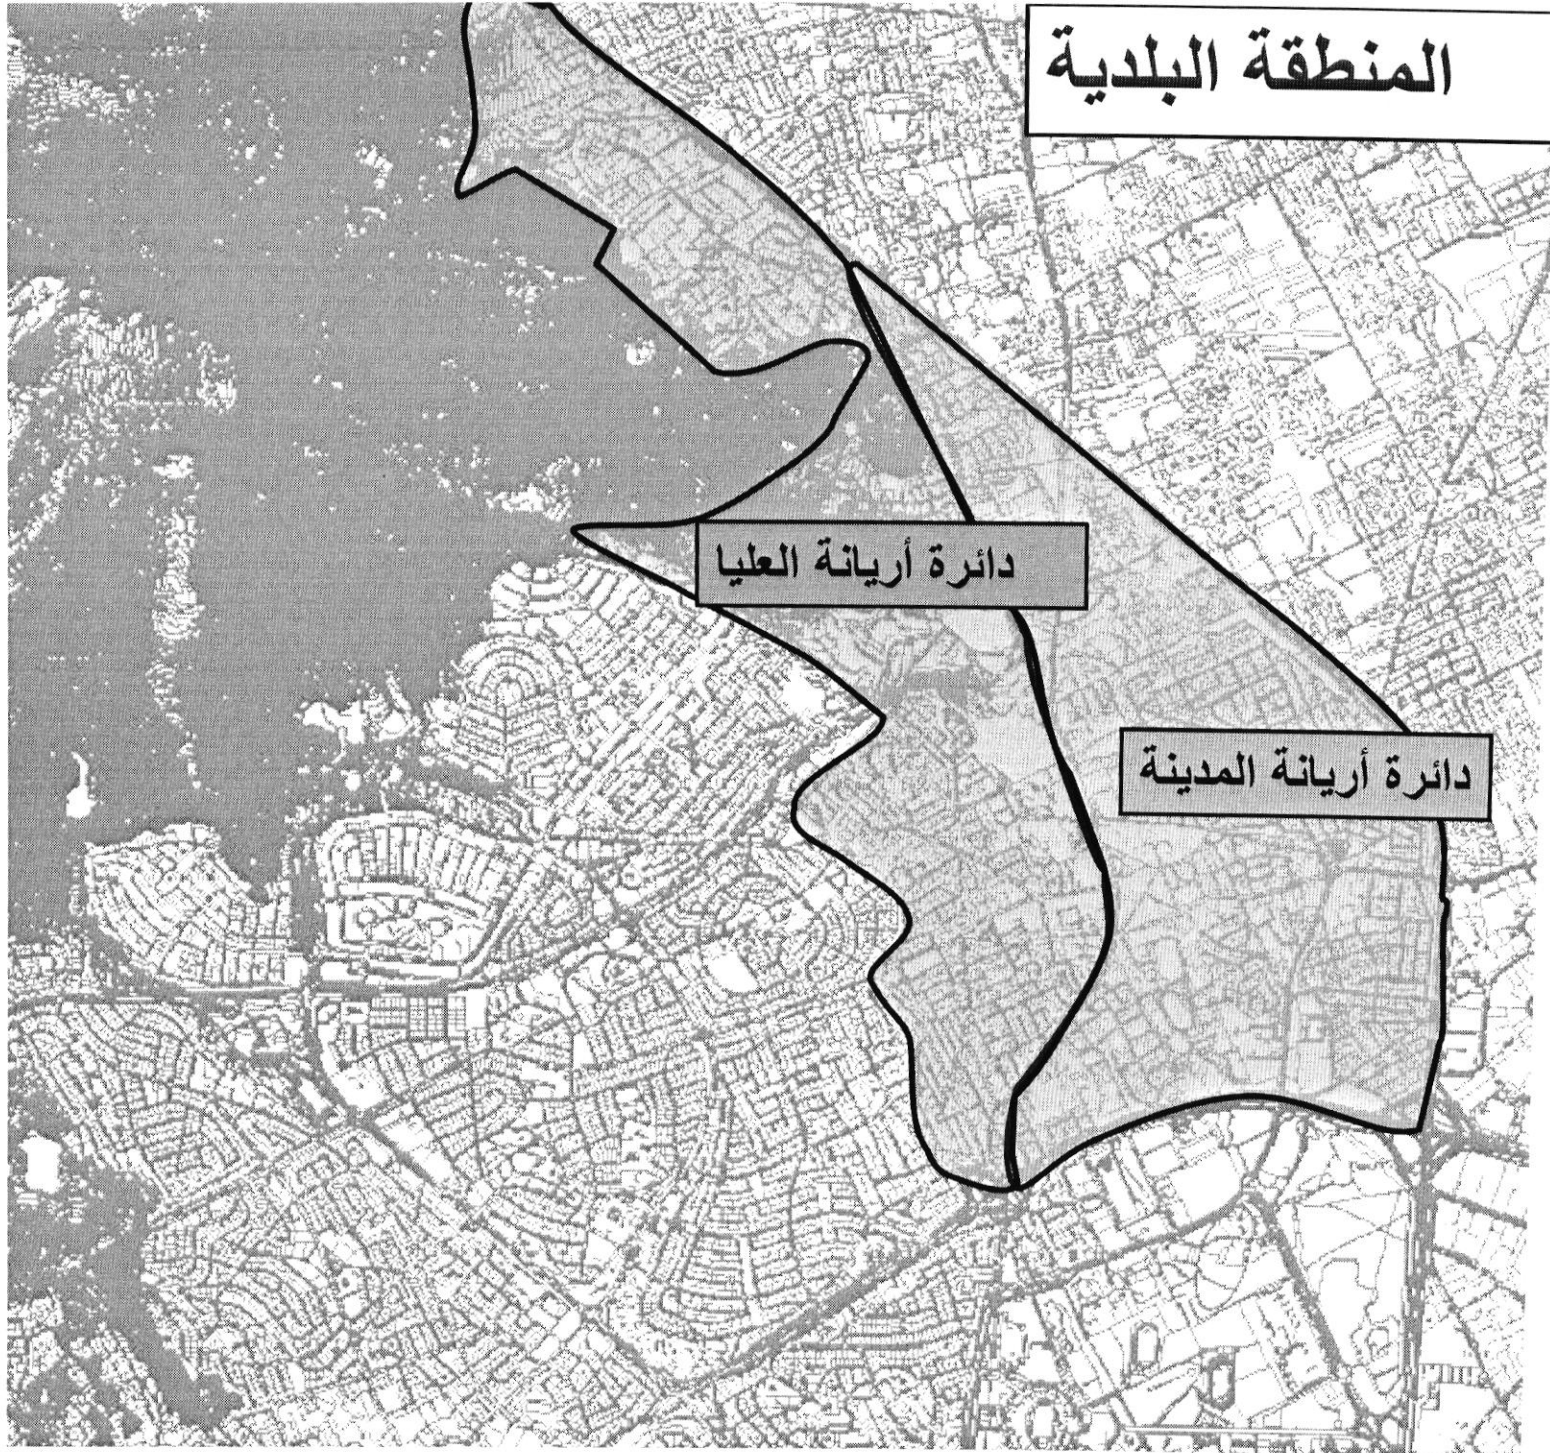 المنطقة البلدية
دائرة أريانة العليا
دائرة أريانة المدينة